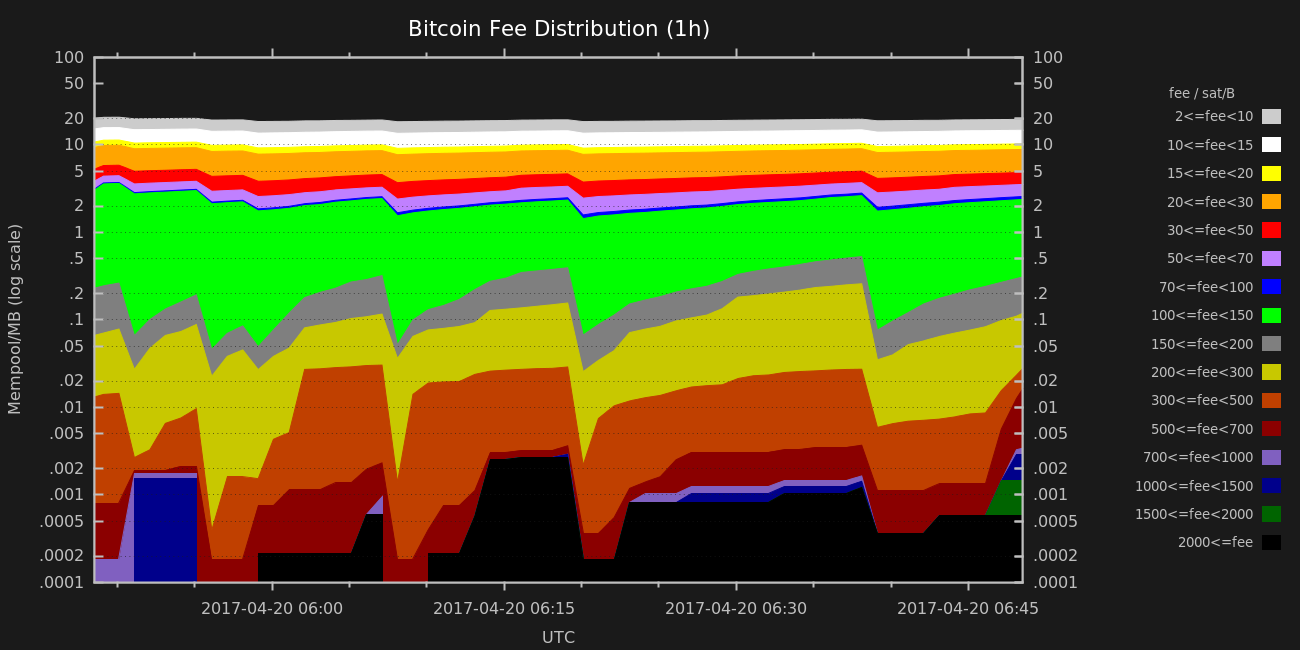 Bitcoin Fee Distribution (1h)
100
50
20
10
5
2
1
.5
.2
.1
.05
.02
.01
.005
.002
.001
.0005
.0002
.0001
Mempool/MB (log scale)
100
50
20
10
5
2
1
.5
.2
.1
.05
.02
.01
.005
.002
.001
.0005
.0002
.0001
2017-04-20 06:00
2017-04-20 06:15
2017-04-20 06:30
2017-04-20 06:45
UTC
fee / sat/B
2<=fee<10
10<=fee<15
15<=fee<20
20<=fee<30
30<=fee<50
50<=fee<70
70<=fee<100
100<=fee<150
150<=fee<200
200<=fee<300
300<=fee<500
500<=fee<700
700<=fee<1000
1000<=fee<1500
1500<=fee<2000
2000<=fee